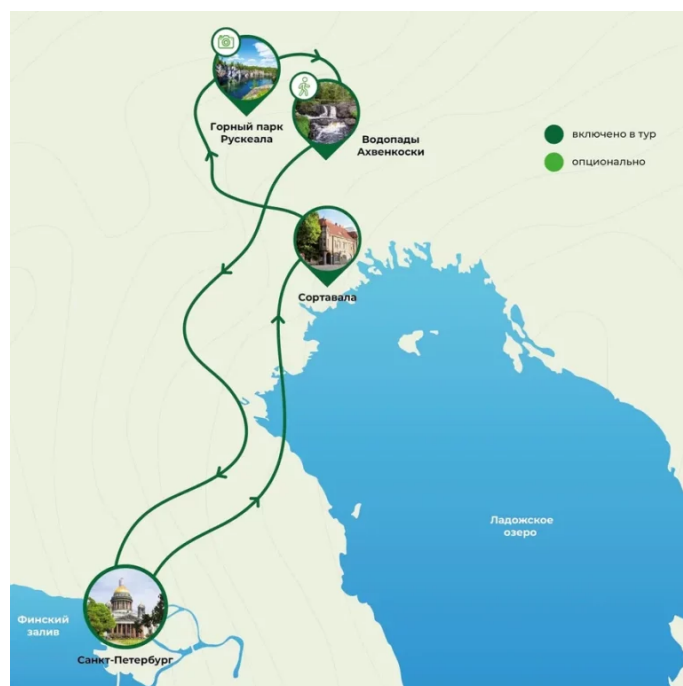 Горный парк
Рускеала
Водопады
Ахвенкоски
включено в тур
опционально
Сортавала
Ладожское
озеро
Финский
залив
Санкт-Петербург